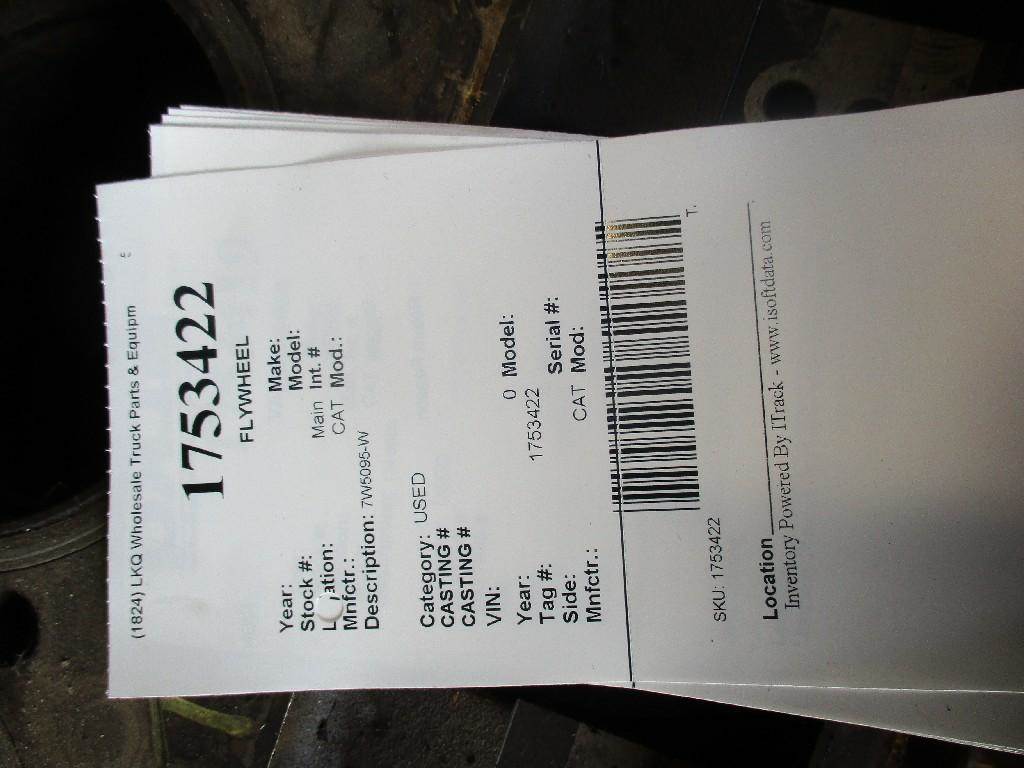 (1824) LKQ Wholesale Truck Parts & Equipm
1753422
FLYWHEEL
Year: Make:
Stock #: Model:
ation: Main Int. #
Mnfctr.: CAT Mod.:
Description: 7W5095-W
Category: USED
CASTING #
CASTING #
VIN:
Year: 0 Model:
Tag #: 1753422
Side: Serial #:
Mnfctr.: CAT Mod:
T.
SKU: 1753422
Location
Inventory Powered By ITrack - www.isoftdata.com